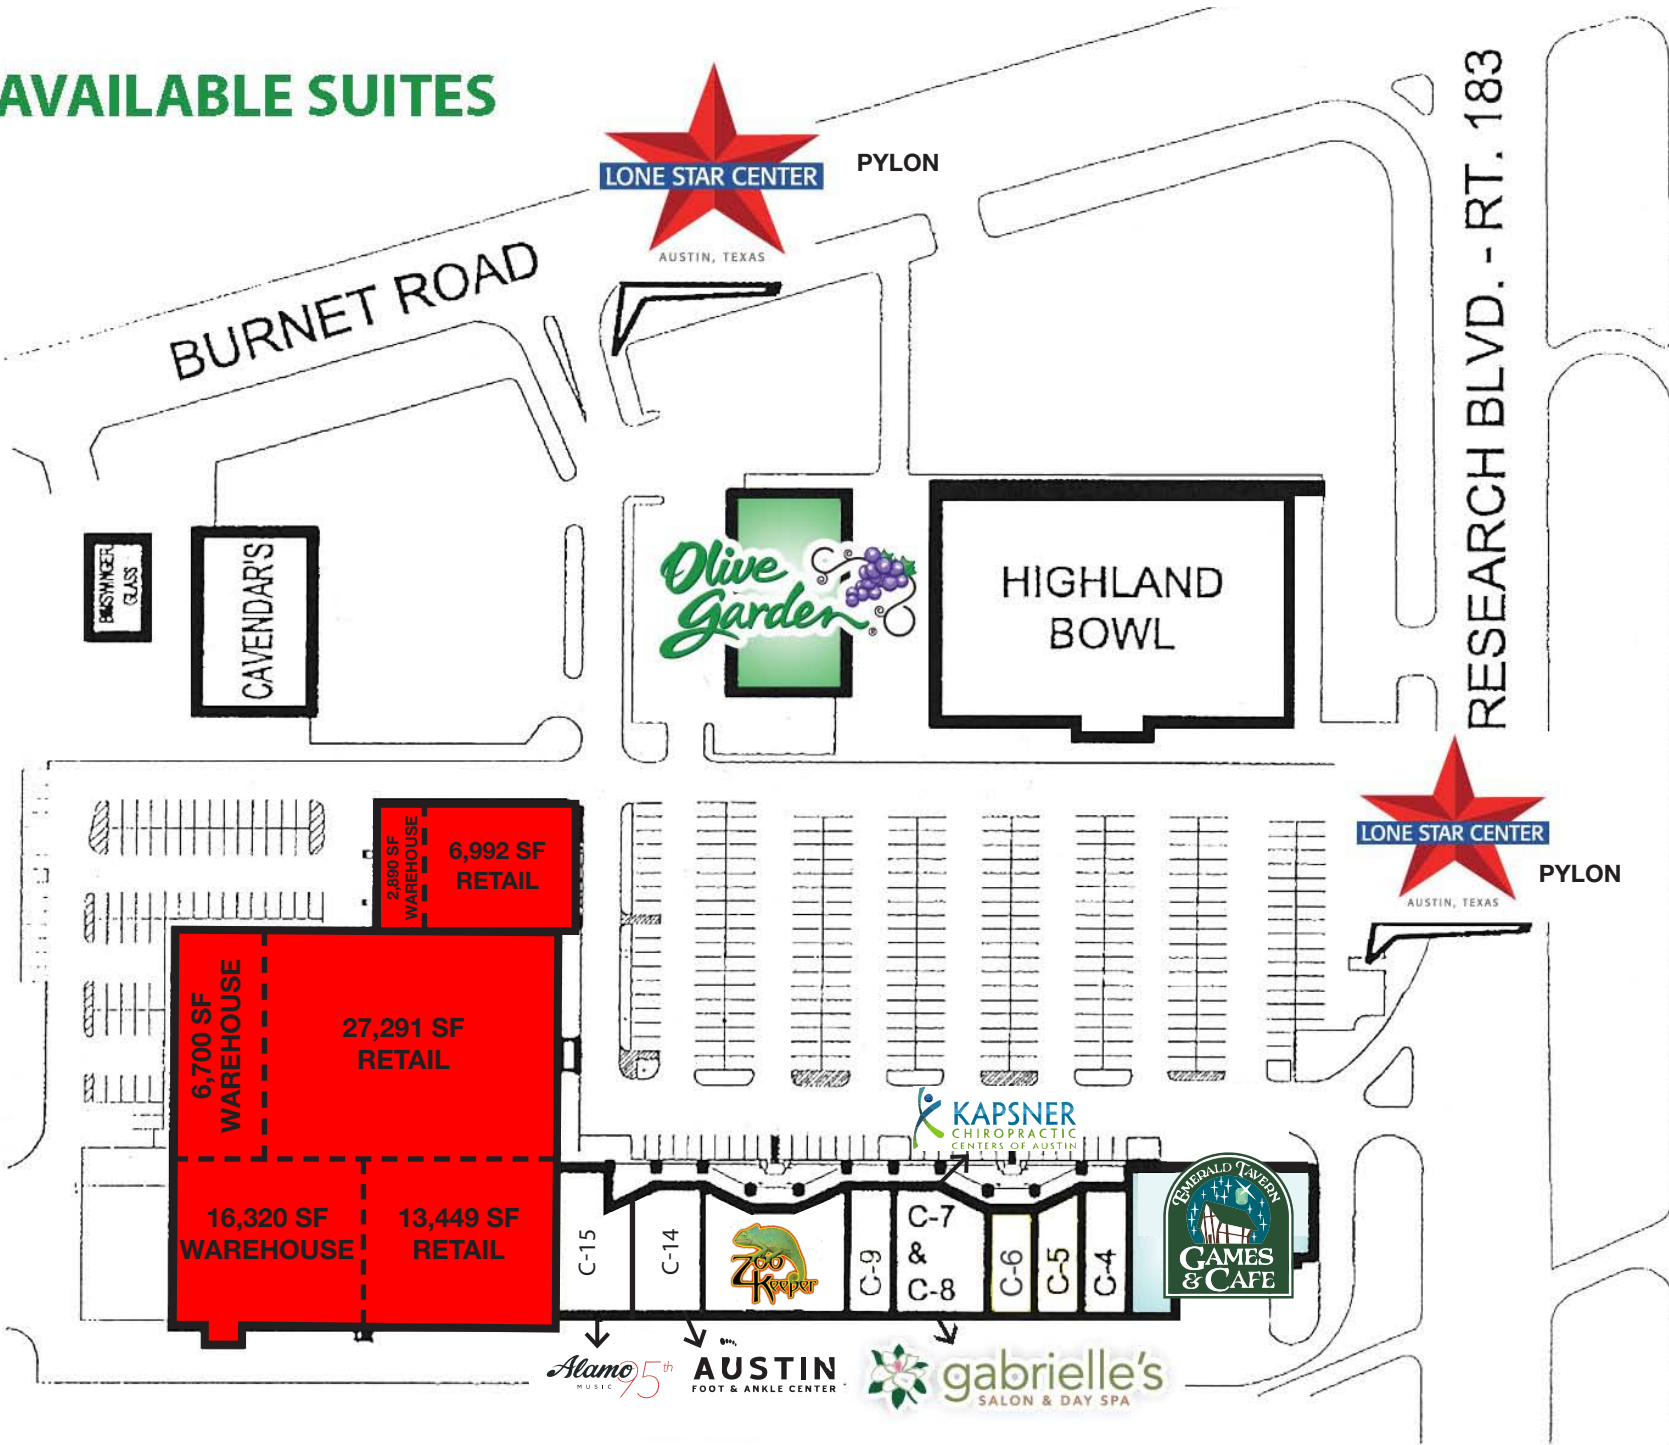 AVAILABLE SUITES
LONE STAR CENTER
AUSTIN, TEXAS
PYLON
BURNET ROAD
RESEARCH BLVD. - RT. 183
GLASS
CAVENDAR'S
Olive
Garden
HIGHLAND
BOWL
LONE STAR CENTER
AUSTIN, TEXAS
PYLON
2,890 SF
WAREHOUSE
6,992 SF
RETAIL
6,700 SF
WAREHOUSE
27,291 SF
RETAIL
16,320 SF
WAREHOUSE
13,449 SF
RETAIL
KAPSNER
CHIROPRACTIC
CENTERS OF AUSTIN
C-15
C-14
Zoo
Keeper
C-9
C-7
&
C-8
C-6
C-5
C-4
EMERALD TAVERN
GAMES
& CAFE
Alamo 95th
MUSIC
AUSTIN
FOOT & ANKLE CENTER
gabrielle's
SALON & DAY SPA